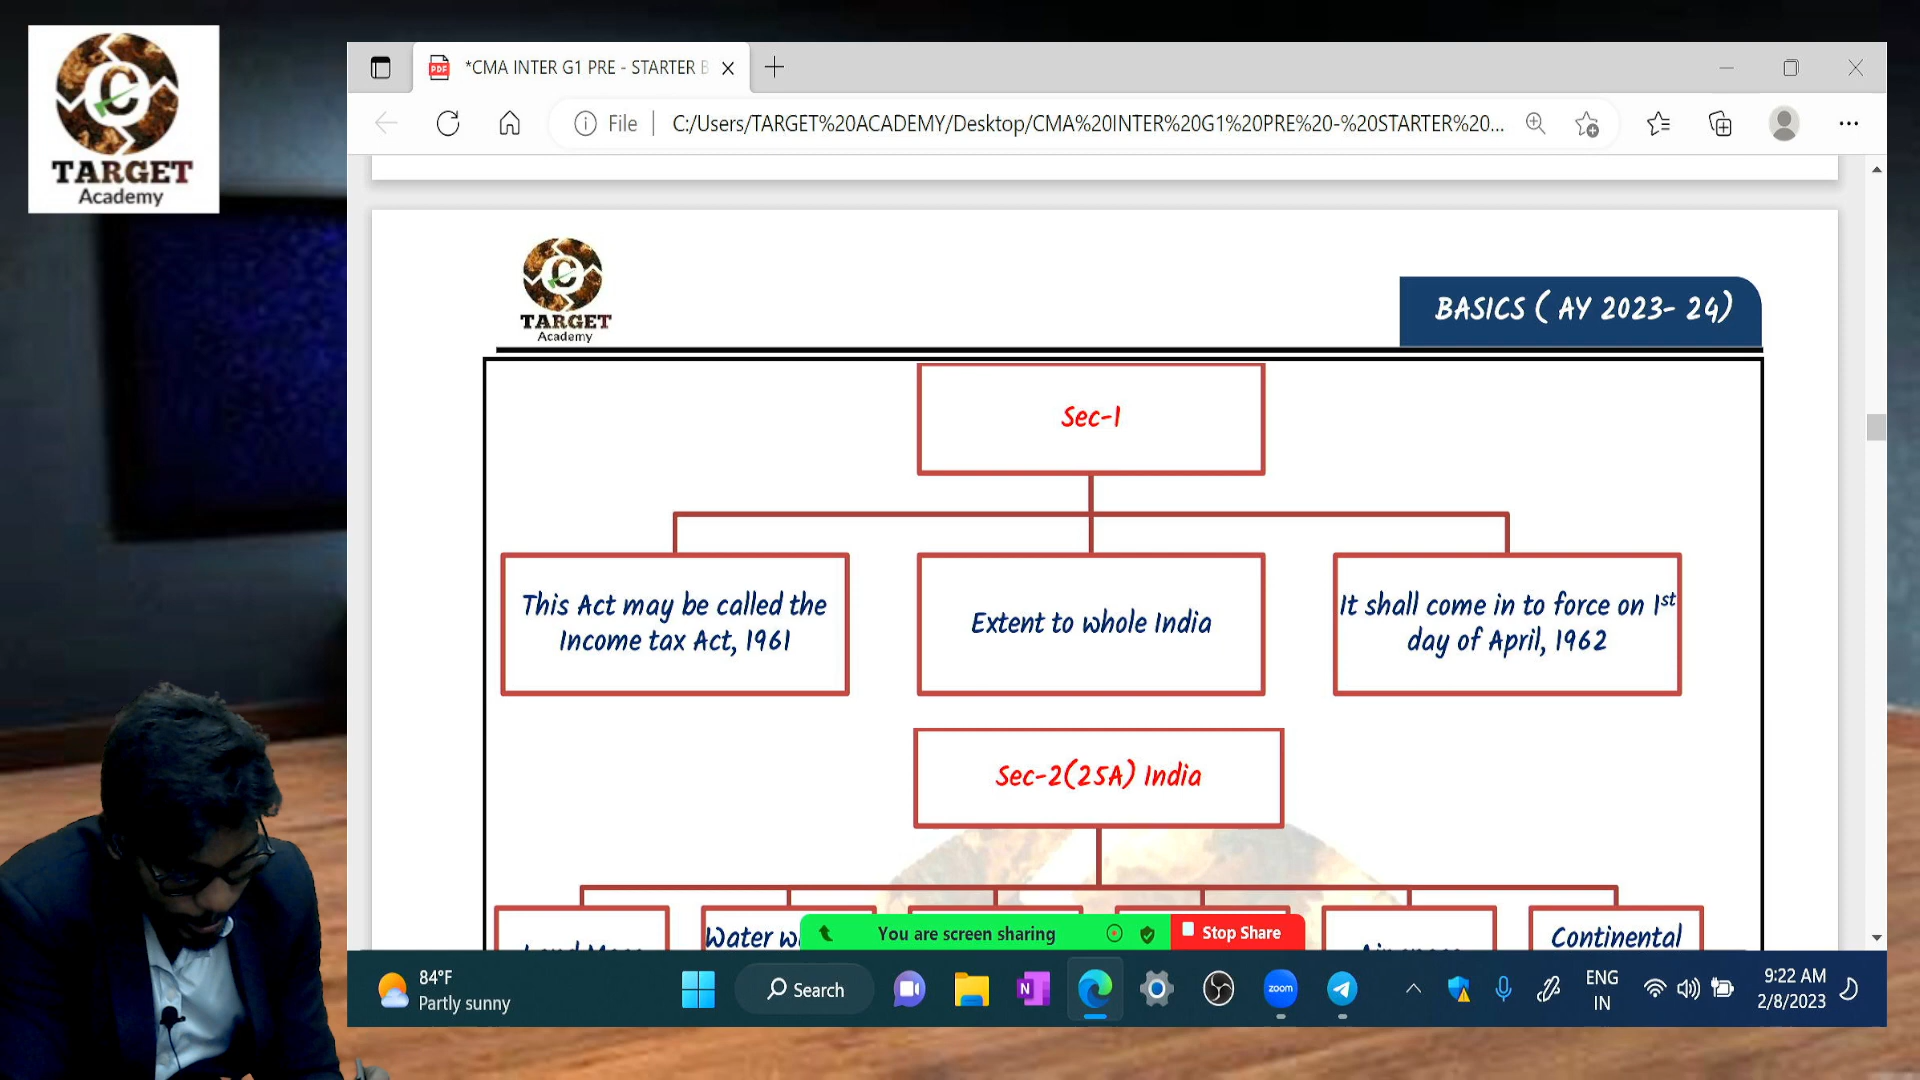 TARGET
Academy
*CMA INTER G1 PRE - STARTER B
File
C:/Users/TARGET%20ACADEMY/Desktop/CMA%20INTER%20G1%20PRE%20-%20STARTER%20...
TARGET
Academy
BASICS ( AY 2023- 24)
Sec-1
This Act may be called the
Income tax Act, 1961
Extent to whole India
It shall come in to force on 1st
day of April, 1962
Sec-2(25A) India
Water
Continental
You are screen sharing
Stop Share
84°F
Partly sunny
Search
zoom
ENG
IN
9:22 AM
2/8/2023